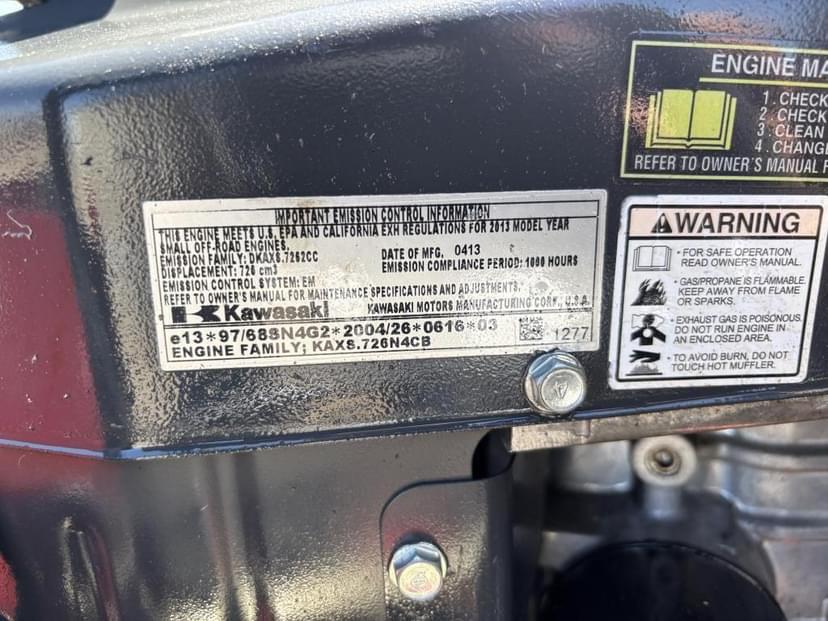 IMPORTANT EMISSION CONTROL INFORMATION
THIS ENGINE MEETS U.S. EPA AND CALIFORNIA EXH REGULATIONS FOR 2013 MODEL YEAR
SMALL OFF-ROAD ENGINES.
EMISSION FAMILY: DKAXS.7262CC
DATE OF MFG. 0413
DISPLACEMENT: 726 cm3
EMISSION COMPLIANCE PERIOD: 1000 HOURS
EMISSION CONTROL SYSTEM: EM
REFER TO OWNER'S MANUAL FOR MAINTENANCE SPECIFICATIONS AND ADJUSTMENTS.
Kawasaki KAWASAKI MOTORS MANUFACTURING CORP., U.S.A.
e13*97/68SN4G2*2004/26*0616*03
ENGINE FAMILY; KAXS.726N4CB
1277
ENGINE MA
1. CHECK
2. CHECK
3. CLEAN
4. CHANG
REFER TO OWNER'S MANUAL F
WARNING
• FOR SAFE OPERATION
READ OWNER'S MANUAL.
• GAS/PROPANE IS FLAMMABLE.
KEEP AWAY FROM FLAME
OR SPARKS.
• EXHAUST GAS IS POISONOUS.
DO NOT RUN ENGINE IN
AN ENCLOSED AREA.
• TO AVOID BURN, DO NOT
TOUCH HOT MUFFLER.